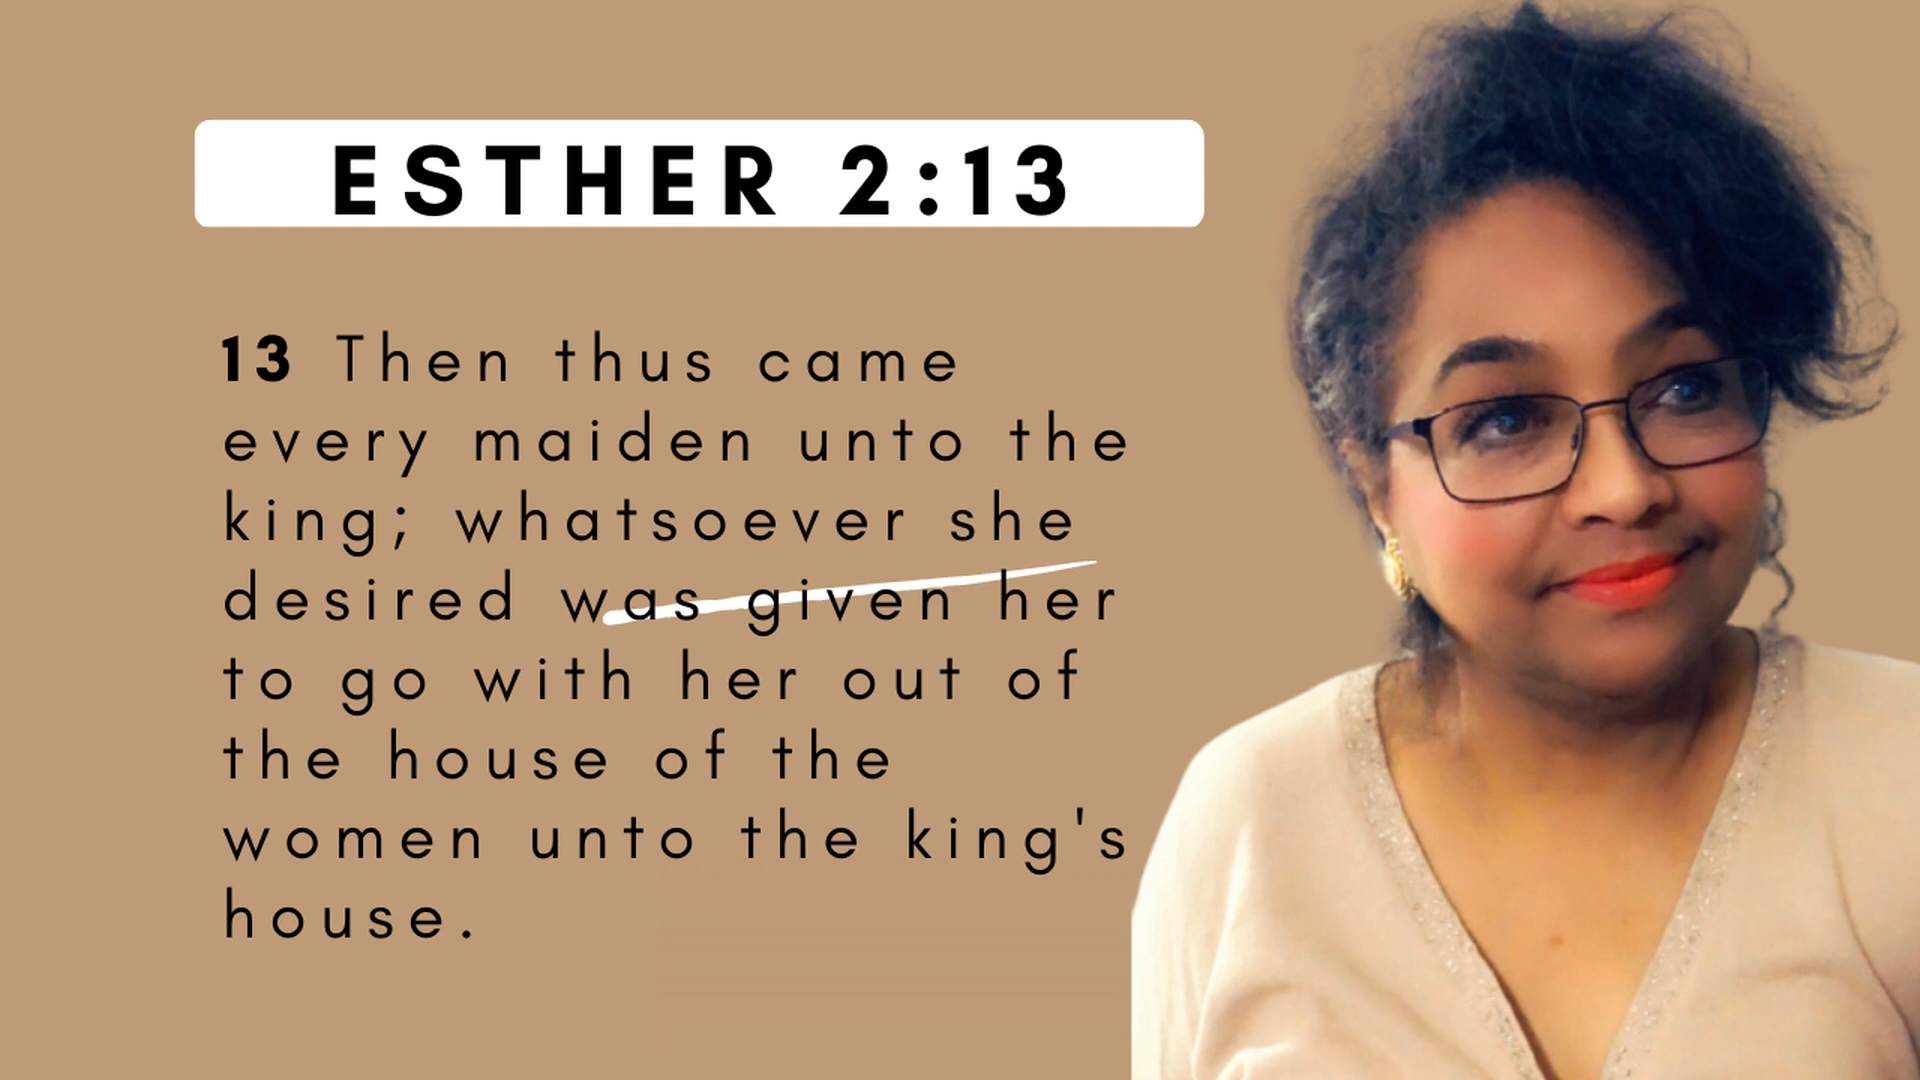 ESTHER 2:13
13 Then thus came
every maiden unto the
king; whatsoever she
desired was given her
to go with her out of
the house of the
women unto the king's
house.